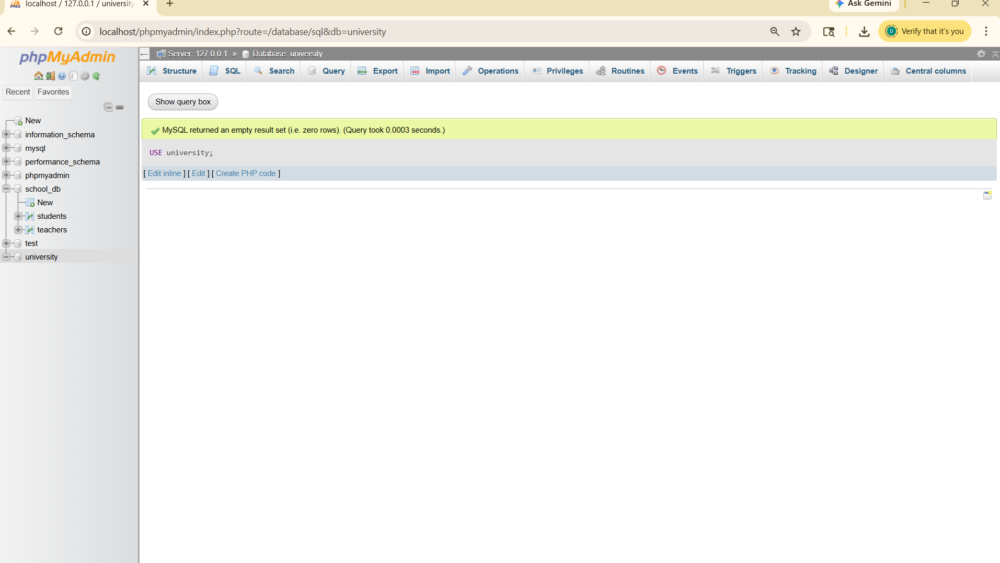 localhost / 127.0.0.1 / university
Ask Gemini
localhost/phpmyadmin/index.php?route=/database/sql&db=university
D
Verify that it's you
phpMyAdmin
Recent
Favorites
New
information_schema
mysql
performance_schema
phpmyadmin
school_db
New
students
teachers
test
university
Server: 127.0.0.1 » Database: university
Structure
SQL
Search
Query
Export
Import
Operations
Privileges
Routines
Events
Triggers
Tracking
Designer
Central columns
Show query box
MySQL returned an empty result set (i.e. zero rows). (Query took 0.0003 seconds.)
USE university;
[ Edit inline ] [ Edit ] [ Create PHP code ]